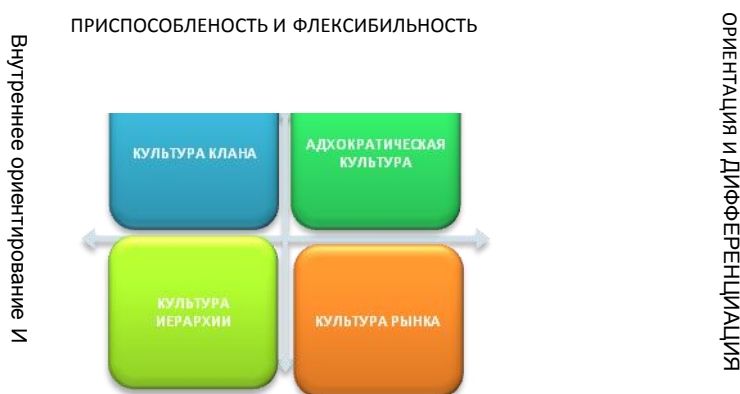 ПРИСПОСОБЛЕНОСТЬ И ФЛЕКСИБИЛЬНОСТЬ
Внутреннее ориентирование И
КУЛЬТУРА КЛАНА
АДХОКРАТИЧЕСКАЯ
КУЛЬТУРА
КУЛЬТУРА
ИЕРАРХИИ
КУЛЬТУРА РЫНКА
ОРИЕНТАЦИЯ И ДИФФЕРЕНЦИАЦИЯ